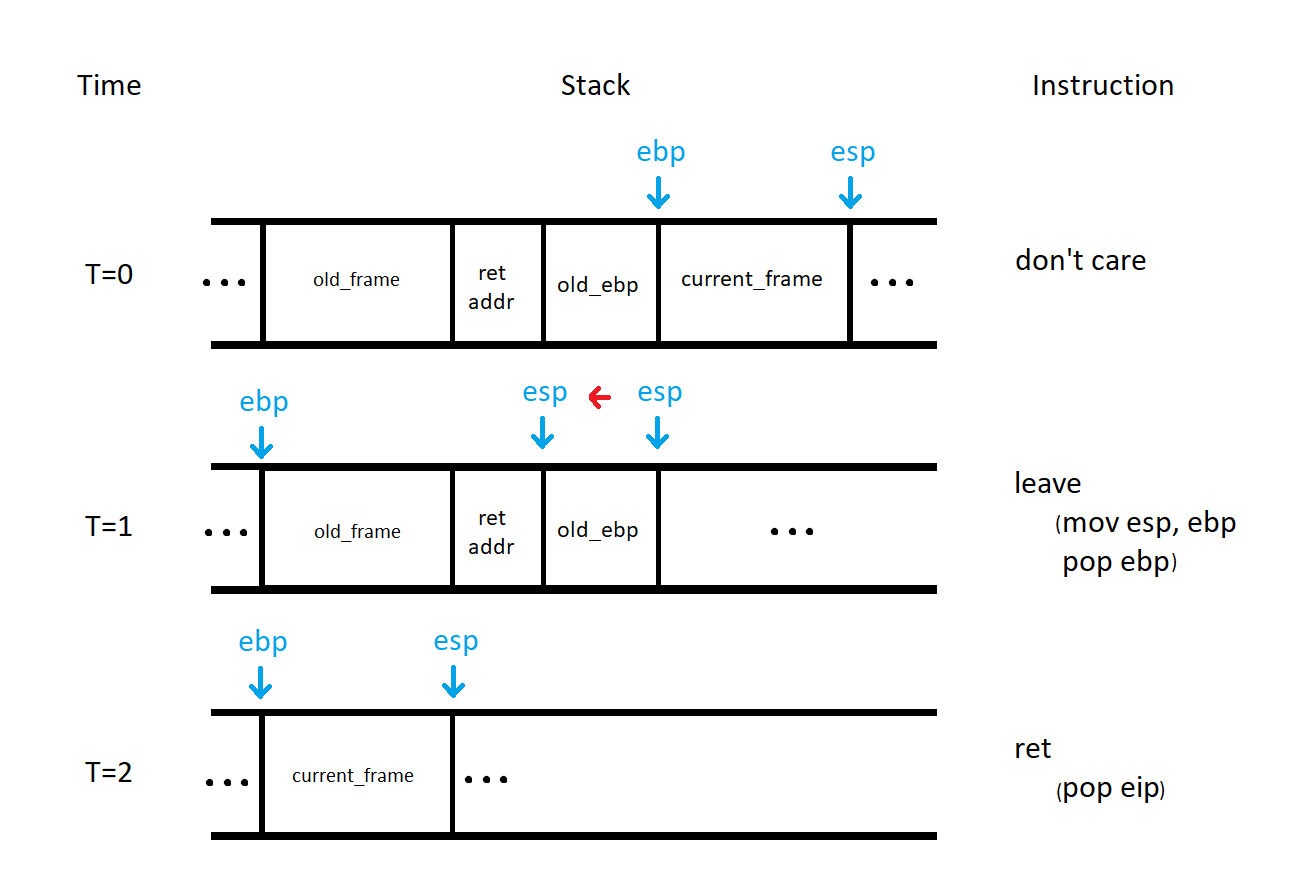 Time Stack Instruction
ebp esp
T=0 ... old_frame ret addr old_ebp current_frame ... don't care
ebp esp esp
T=1 ... old_frame ret addr old_ebp ... leave
(mov esp, ebp
pop ebp)
ebp esp
T=2 ... current_frame ... ret
(pop eip)